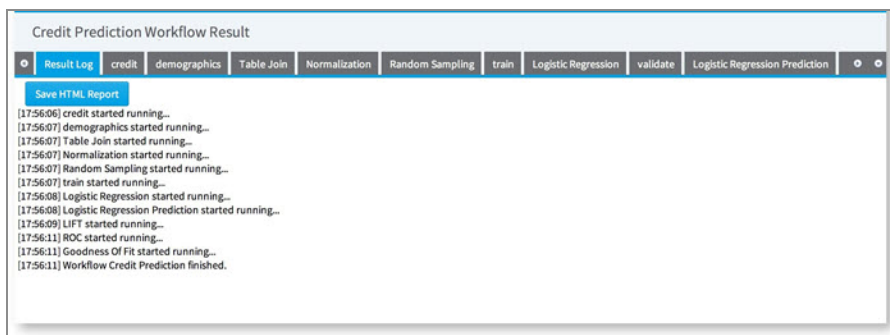 Credit Prediction Workflow Result
Result Log credit demographics Table Join Normalization Random Sampling train Logistic Regression validate Logistic Regression Prediction
Save HTML Report
[17:56:06] credit started running...
[17:56:07] demographics started running...
[17:56:07] Table Join started running...
[17:56:07] Normalization started running...
[17:56:07] Random Sampling started running...
[17:56:07] train started running...
[17:56:08] Logistic Regression started running...
[17:56:08] Logistic Regression Prediction started running...
[17:56:09] LIFT started running...
[17:56:11] ROC started running...
[17:56:11] Goodness Of Fit started running...
[17:56:11] Workflow Credit Prediction finished.